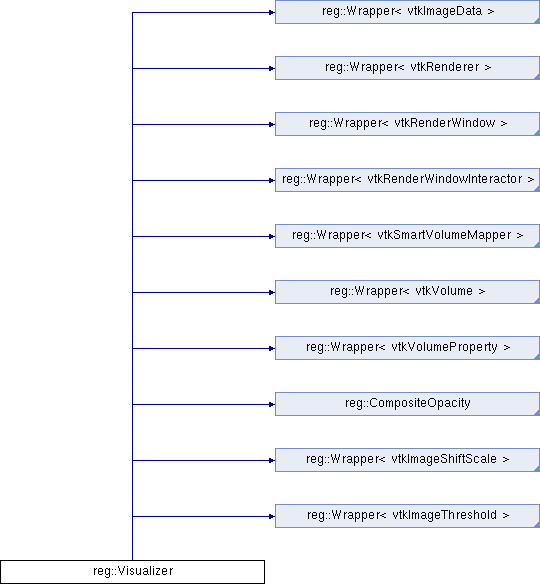 reg::Wrapper< vtkImageData >
reg::Wrapper< vtkRenderer >
reg::Wrapper< vtkRenderWindow >
reg::Wrapper< vtkRenderWindowInteractor >
reg::Wrapper< vtkSmartVolumeMapper >
reg::Wrapper< vtkVolume >
reg::Wrapper< vtkVolumeProperty >
reg::CompositeOpacity
reg::Wrapper< vtkImageShiftScale >
reg::Wrapper< vtkImageThreshold >
reg::Visualizer